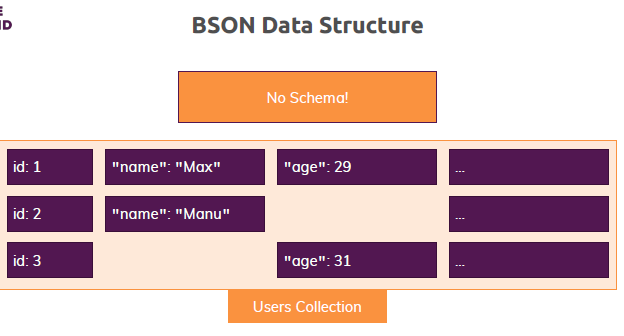 BSON Data Structure
No Schema!
id: 1 "name": "Max" "age": 29 ...
id: 2 "name": "Manu" ...
id: 3 "age": 31 ...
Users Collection